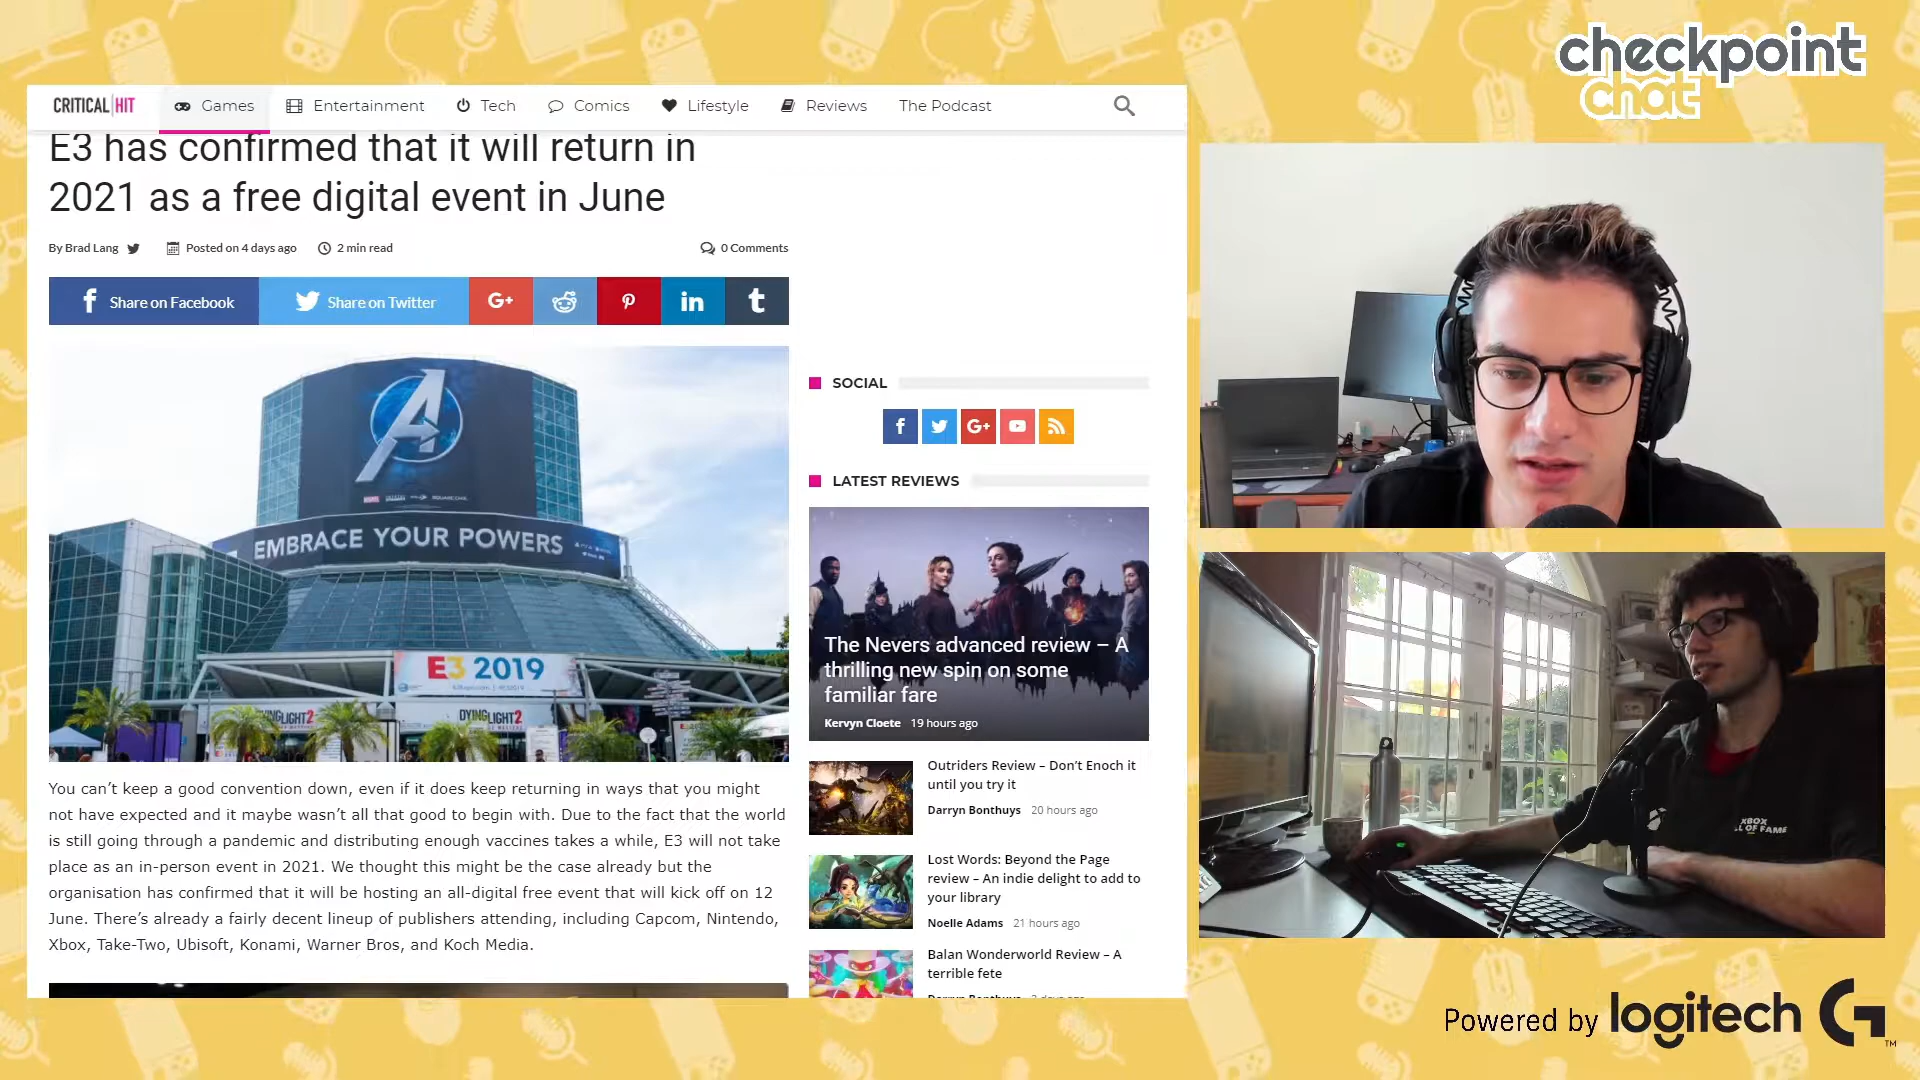 checkpoint
chat
CRITICAL HIT
Games
Entertainment
Tech
Comics
Lifestyle
Reviews
The Podcast
E3 has confirmed that it will return in
2021 as a free digital event in June
By Brad Lang
Posted on 4 days ago
2 min read
0 Comments
Share on Facebook
Share on Twitter
EMBRACE YOUR POWERS
E3 2019
DYINGLIGHT2
You can't keep a good convention down, even if it does keep returning in ways that you might
not have expected and it maybe wasn't all that good to begin with. Due to the fact that the world
is still going through a pandemic and distributing enough vaccines takes a while, E3 will not take
place as an in-person event in 2021. We thought this might be the case already but the
organisation has confirmed that it will be hosting an all-digital free event that will kick off on 12
June. There's already a fairly decent lineup of publishers attending, including Capcom, Nintendo,
Xbox, Take-Two, Ubisoft, Konami, Warner Bros, and Koch Media.
SOCIAL
LATEST REVIEWS
The Nevers advanced review – A
thrilling new spin on some
familiar fare
Kervyn Cloete 19 hours ago
Outriders Review – Don't Enoch it
until you try it
Darryn Bonthuys 20 hours ago
Lost Words: Beyond the Page
review – An indie delight to add to
your library
Noelle Adams 21 hours ago
Balan Wonderworld Review – A
terrible fete
XBOX
OF FAME
Powered by logitech G
TM